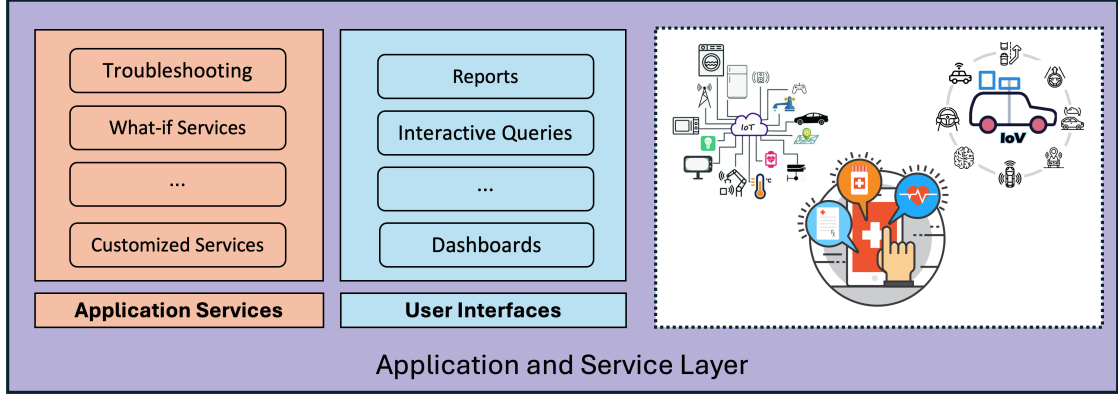 Troubleshooting
What-if Services
...
Customized Services
Application Services
Reports
Interactive Queries
...
Dashboards
User Interfaces
IoT
°C
IoV
Application and Service Layer